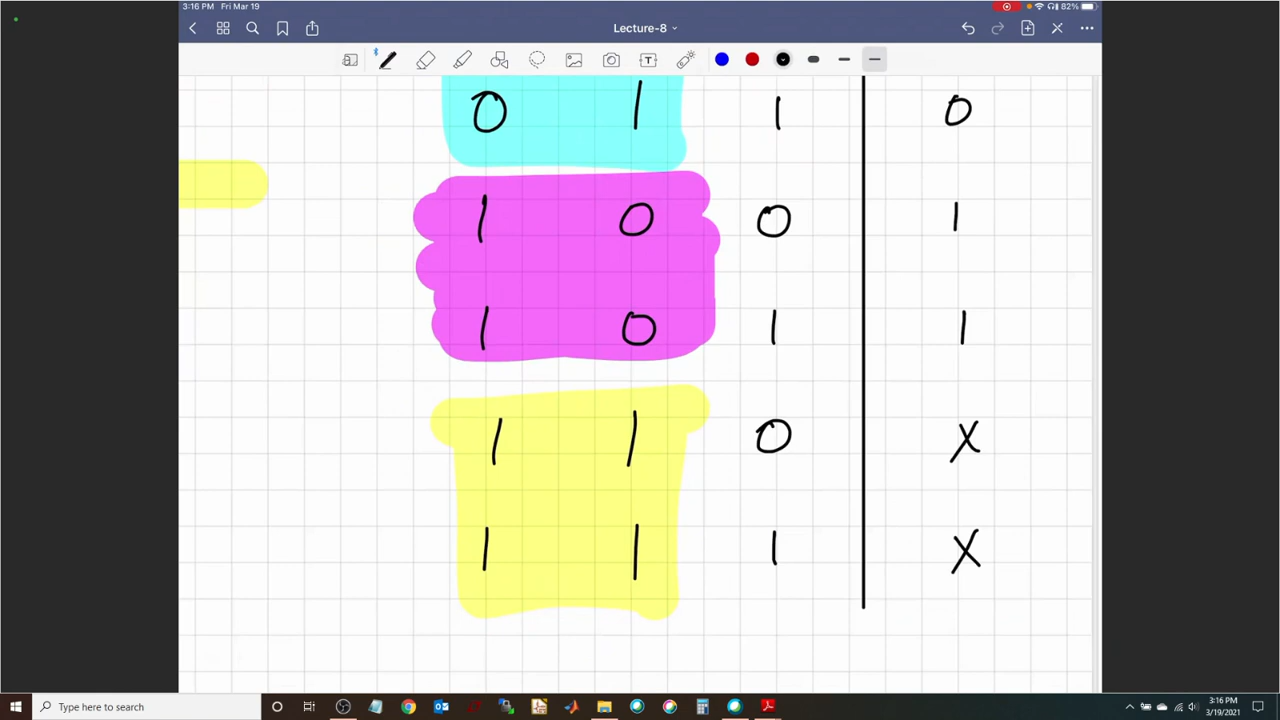 3:16 PM Fri Mar 19 82%
Lecture-8
T
0 1 1 0
1 0 0 1
1 0 1 1
1 1 0 X
1 1 1 X
Type here to search
3:16 PM
3/19/2021